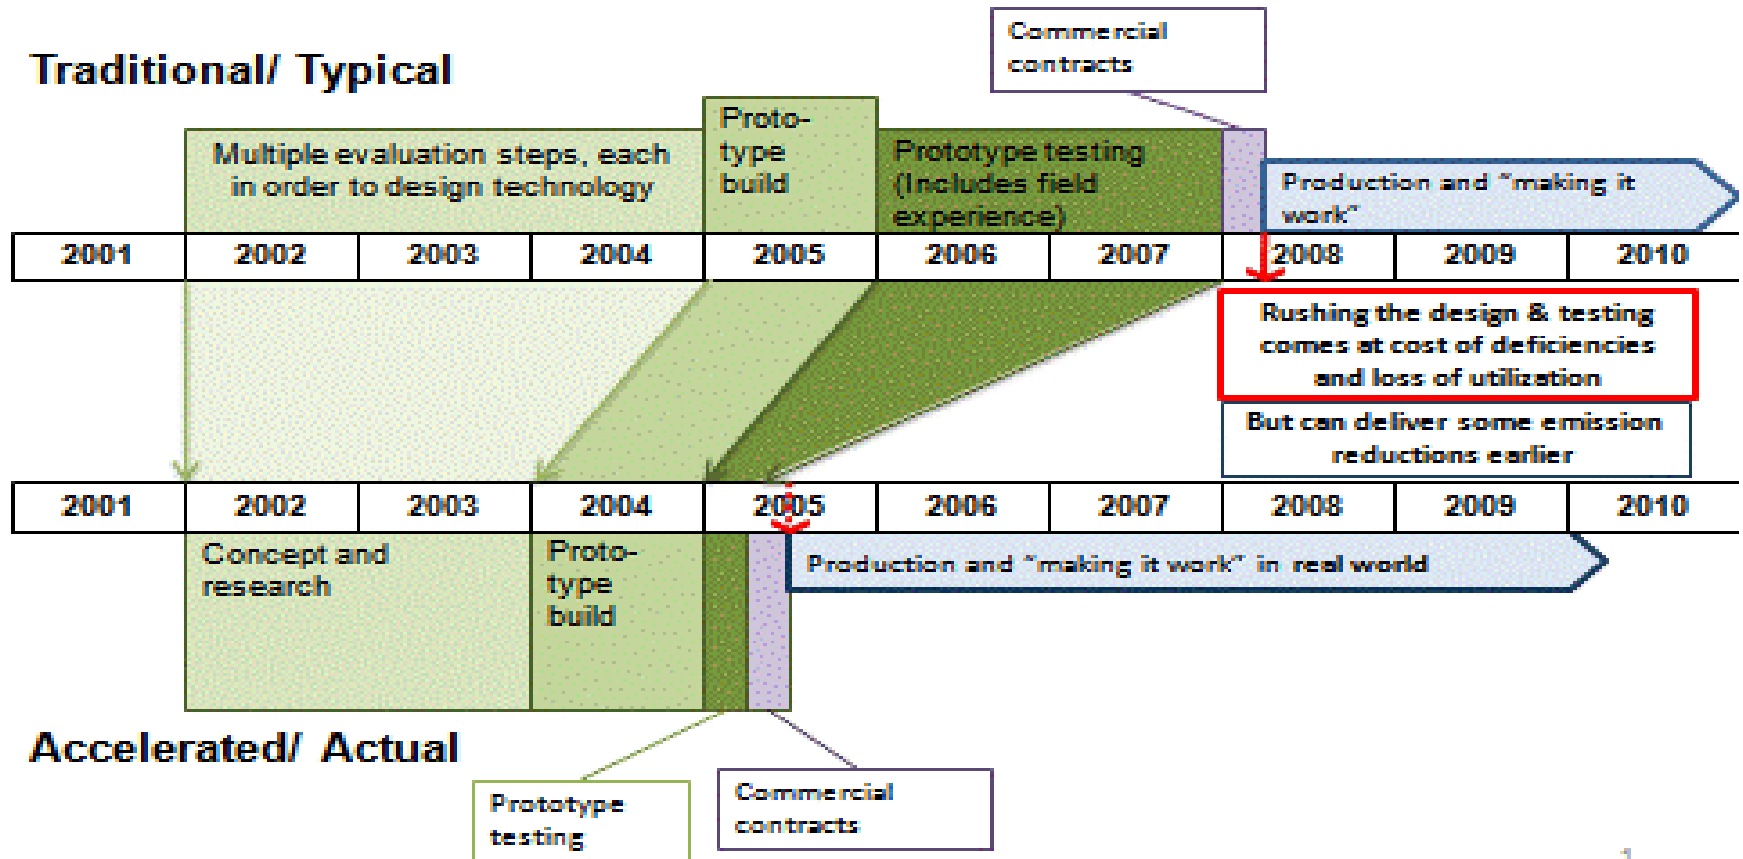 Commercial
contracts
Traditional/ Typical
Proto-
type
build
Multiple evaluation steps, each
in order to design technology
Prototype testing
(Includes field
experience)
Production and "making it
work"
2001 2002 2003 2004 2005 2006 2007 2008 2009 2010
Rushing the design & testing
comes at cost of deficiencies
and loss of utilization
But can deliver some emission
reductions earlier
2001 2002 2003 2004 2005 2006 2007 2008 2009 2010
Concept and
research
Proto-
type
build
Production and "making it work" in real world
Accelerated/ Actual
Prototype
testing
Commercial
contracts
1